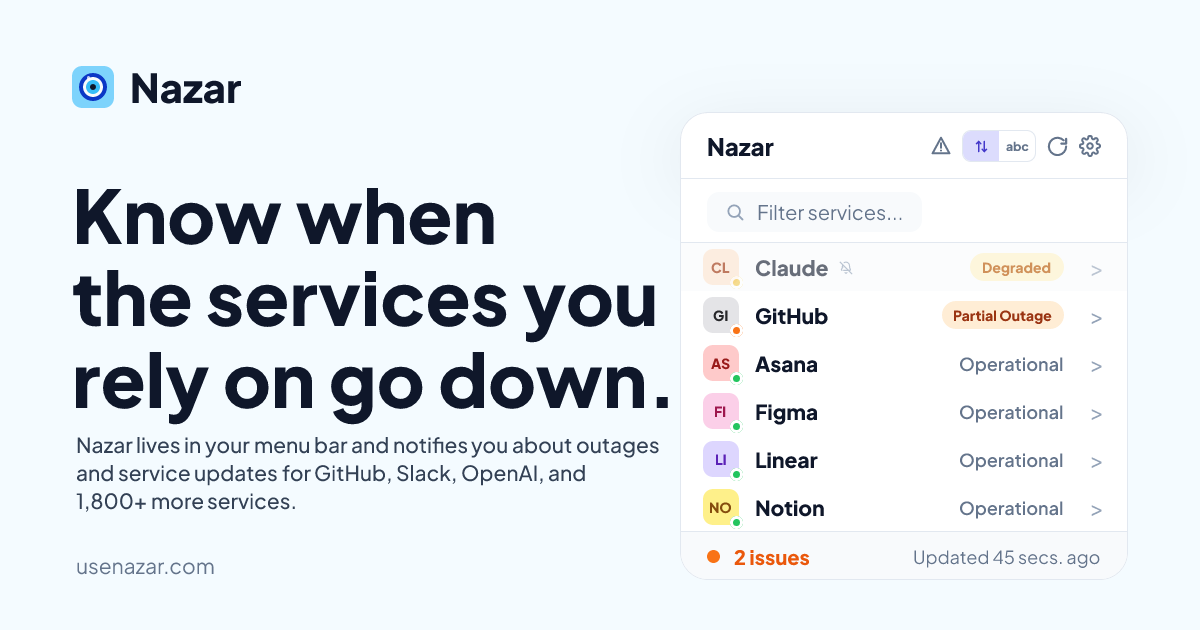 Nazar
Know when
the services you
rely on go down.
Nazar lives in your menu bar and notifies you about outages
and service updates for GitHub, Slack, OpenAI, and
1,800+ more services.
usenazar.com
Nazar
abc
Filter services...
CL Claude Degraded >
GI GitHub Partial Outage >
AS Asana Operational >
FI Figma Operational >
LI Linear Operational >
NO Notion Operational >
2 issues Updated 45 secs. ago